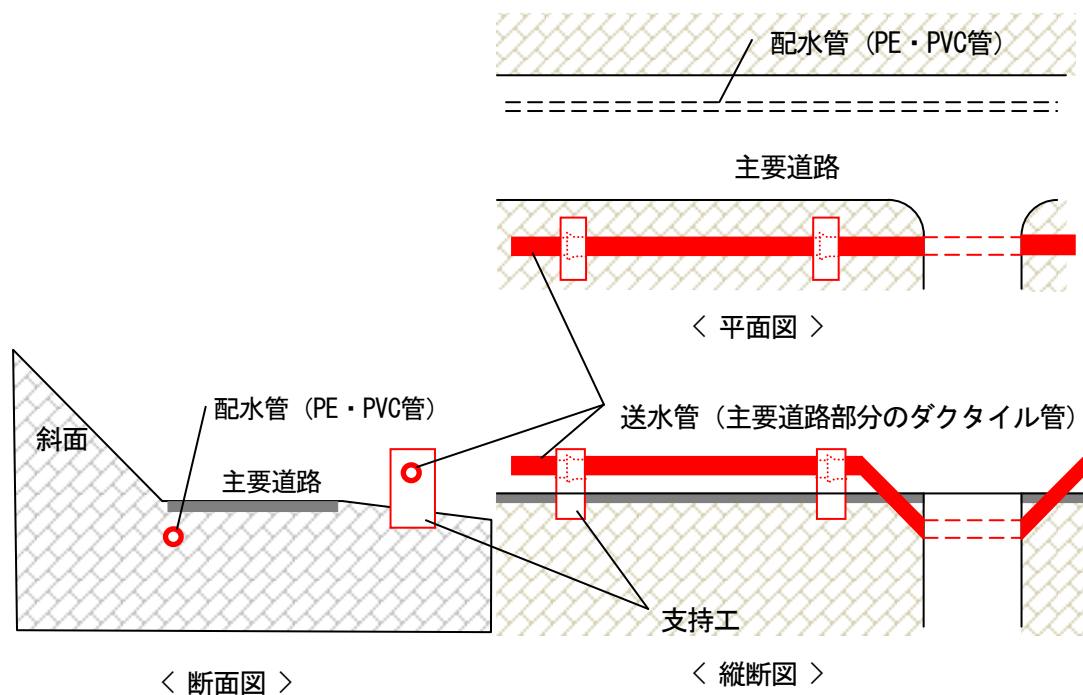 配水管（PE・PVC管）
主要道路
＜ 平面図 ＞
配水管（PE・PVC管）
斜面
主要道路
送水管（主要道路部分のダクタイル管）
支持工
＜ 断面図 ＞
＜ 縦断図 ＞